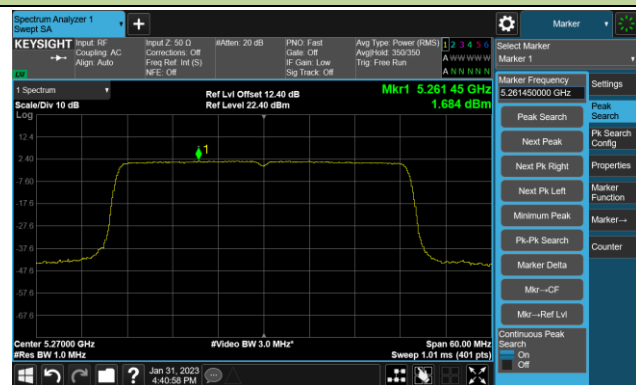 Spectrum Analyzer 1
Swept SA
Marker
KEYSIGHT
Input: RF
Coupling: AC
Align: Auto
Input Z: 50 Ω
Corrections: Off
Freq Ref: Int (S)
NFE: Off
#Atten: 20 dB
PNO: Fast
Gate: Off
IF Gain: Low
Sig Track: Off
Avg Type: Power (RMS)
Avg|Hold: 350/350
Trig: Free Run
1 2 3 4 5 6
A W W W W W
A N N N N N
LXI
Select Marker
Marker 1
1 Spectrum
Scale/Div 10 dB
Log
Ref Lvl Offset 12.40 dB
Ref Level 22.40 dBm
Mkr1 5.261 45 GHz
1.684 dBm
12.4
2.40
-7.60
-17.6
-27.6
-37.6
-47.6
-57.6
-67.6
1
Center 5.27000 GHz
#Res BW 1.0 MHz
#Video BW 3.0 MHz*
Span 60.00 MHz
Sweep 1.01 ms (401 pts)
Marker Frequency
5.261450000 GHz
Peak Search
Next Peak
Next Pk Right
Next Pk Left
Minimum Peak
Pk-Pk Search
Marker Delta
Mkr→CF
Mkr→Ref Lvl
Continuous Peak
Search
On
Off
Settings
Peak
Search
Pk Search
Config
Properties
Marker
Function
Marker→
Counter
Jan 31, 2023
4:40:58 PM